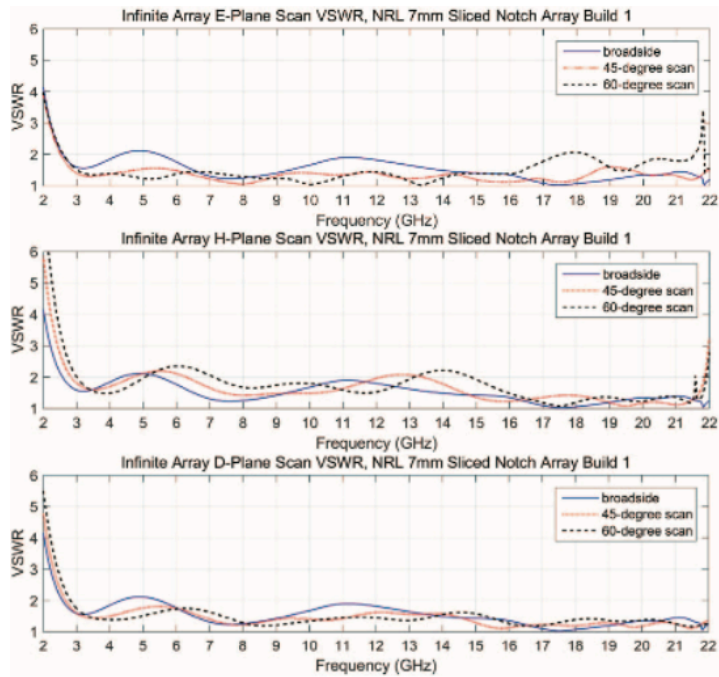 Infinite Array E-Plane Scan VSWR, NRL 7mm Sliced Notch Array Build 1
6
5
4
3
2
1
VSWR
broadside
45-degree scan
60-degree scan
2 3 4 5 6 7 8 9 10 11 12 13 14 15 16 17 18 19 20 21 22
Frequency (GHz)
Infinite Array H-Plane Scan VSWR, NRL 7mm Sliced Notch Array Build 1
6
5
4
3
2
1
VSWR
broadside
45-degree scan
60-degree scan
2 3 4 5 6 7 8 9 10 11 12 13 14 15 16 17 18 19 20 21 22
Frequency (GHz)
Infinite Array D-Plane Scan VSWR, NRL 7mm Sliced Notch Array Build 1
6
5
4
3
2
1
VSWR
broadside
45-degree scan
60-degree scan
2 3 4 5 6 7 8 9 10 11 12 13 14 15 16 17 18 19 20 21 22
Frequency (GHz)